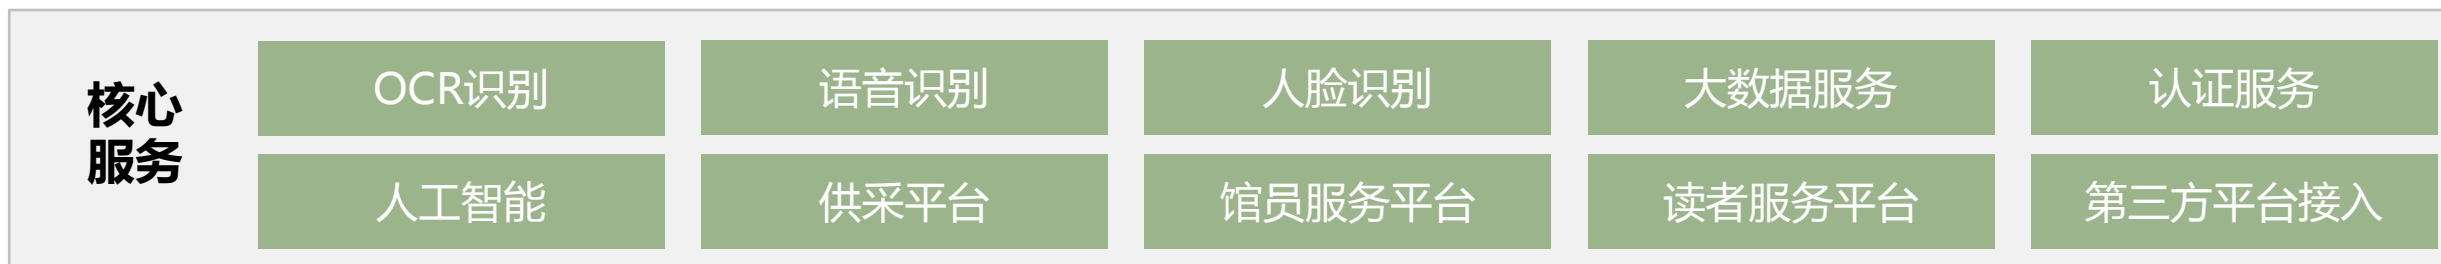 核心
服务
OCR识别
语音识别
人脸识别
大数据服务
认证服务
人工智能
供采平台
馆员服务平台
读者服务平台
第三方平台接入